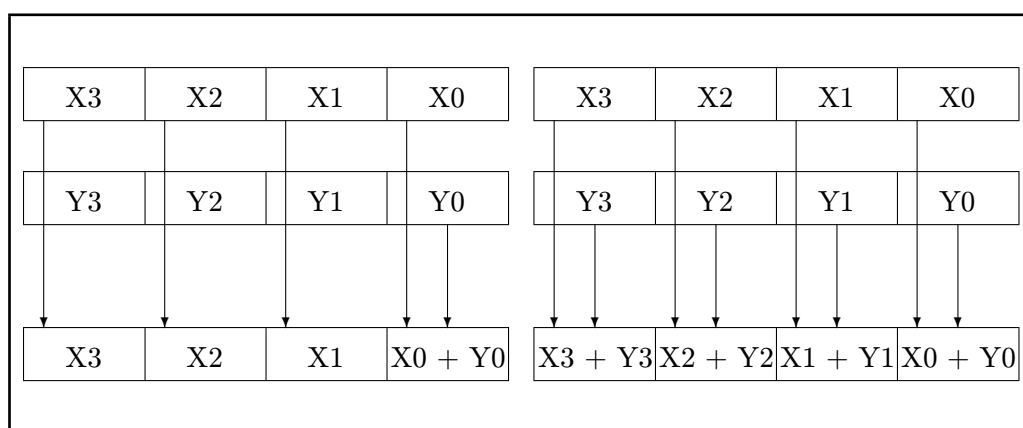 X3 X2 X1 X0 X3 X2 X1 X0
Y3 Y2 Y1 Y0 Y3 Y2 Y1 Y0
X3 X2 X1 X0 + Y0 X3 + Y3 X2 + Y2 X1 + Y1 X0 + Y0